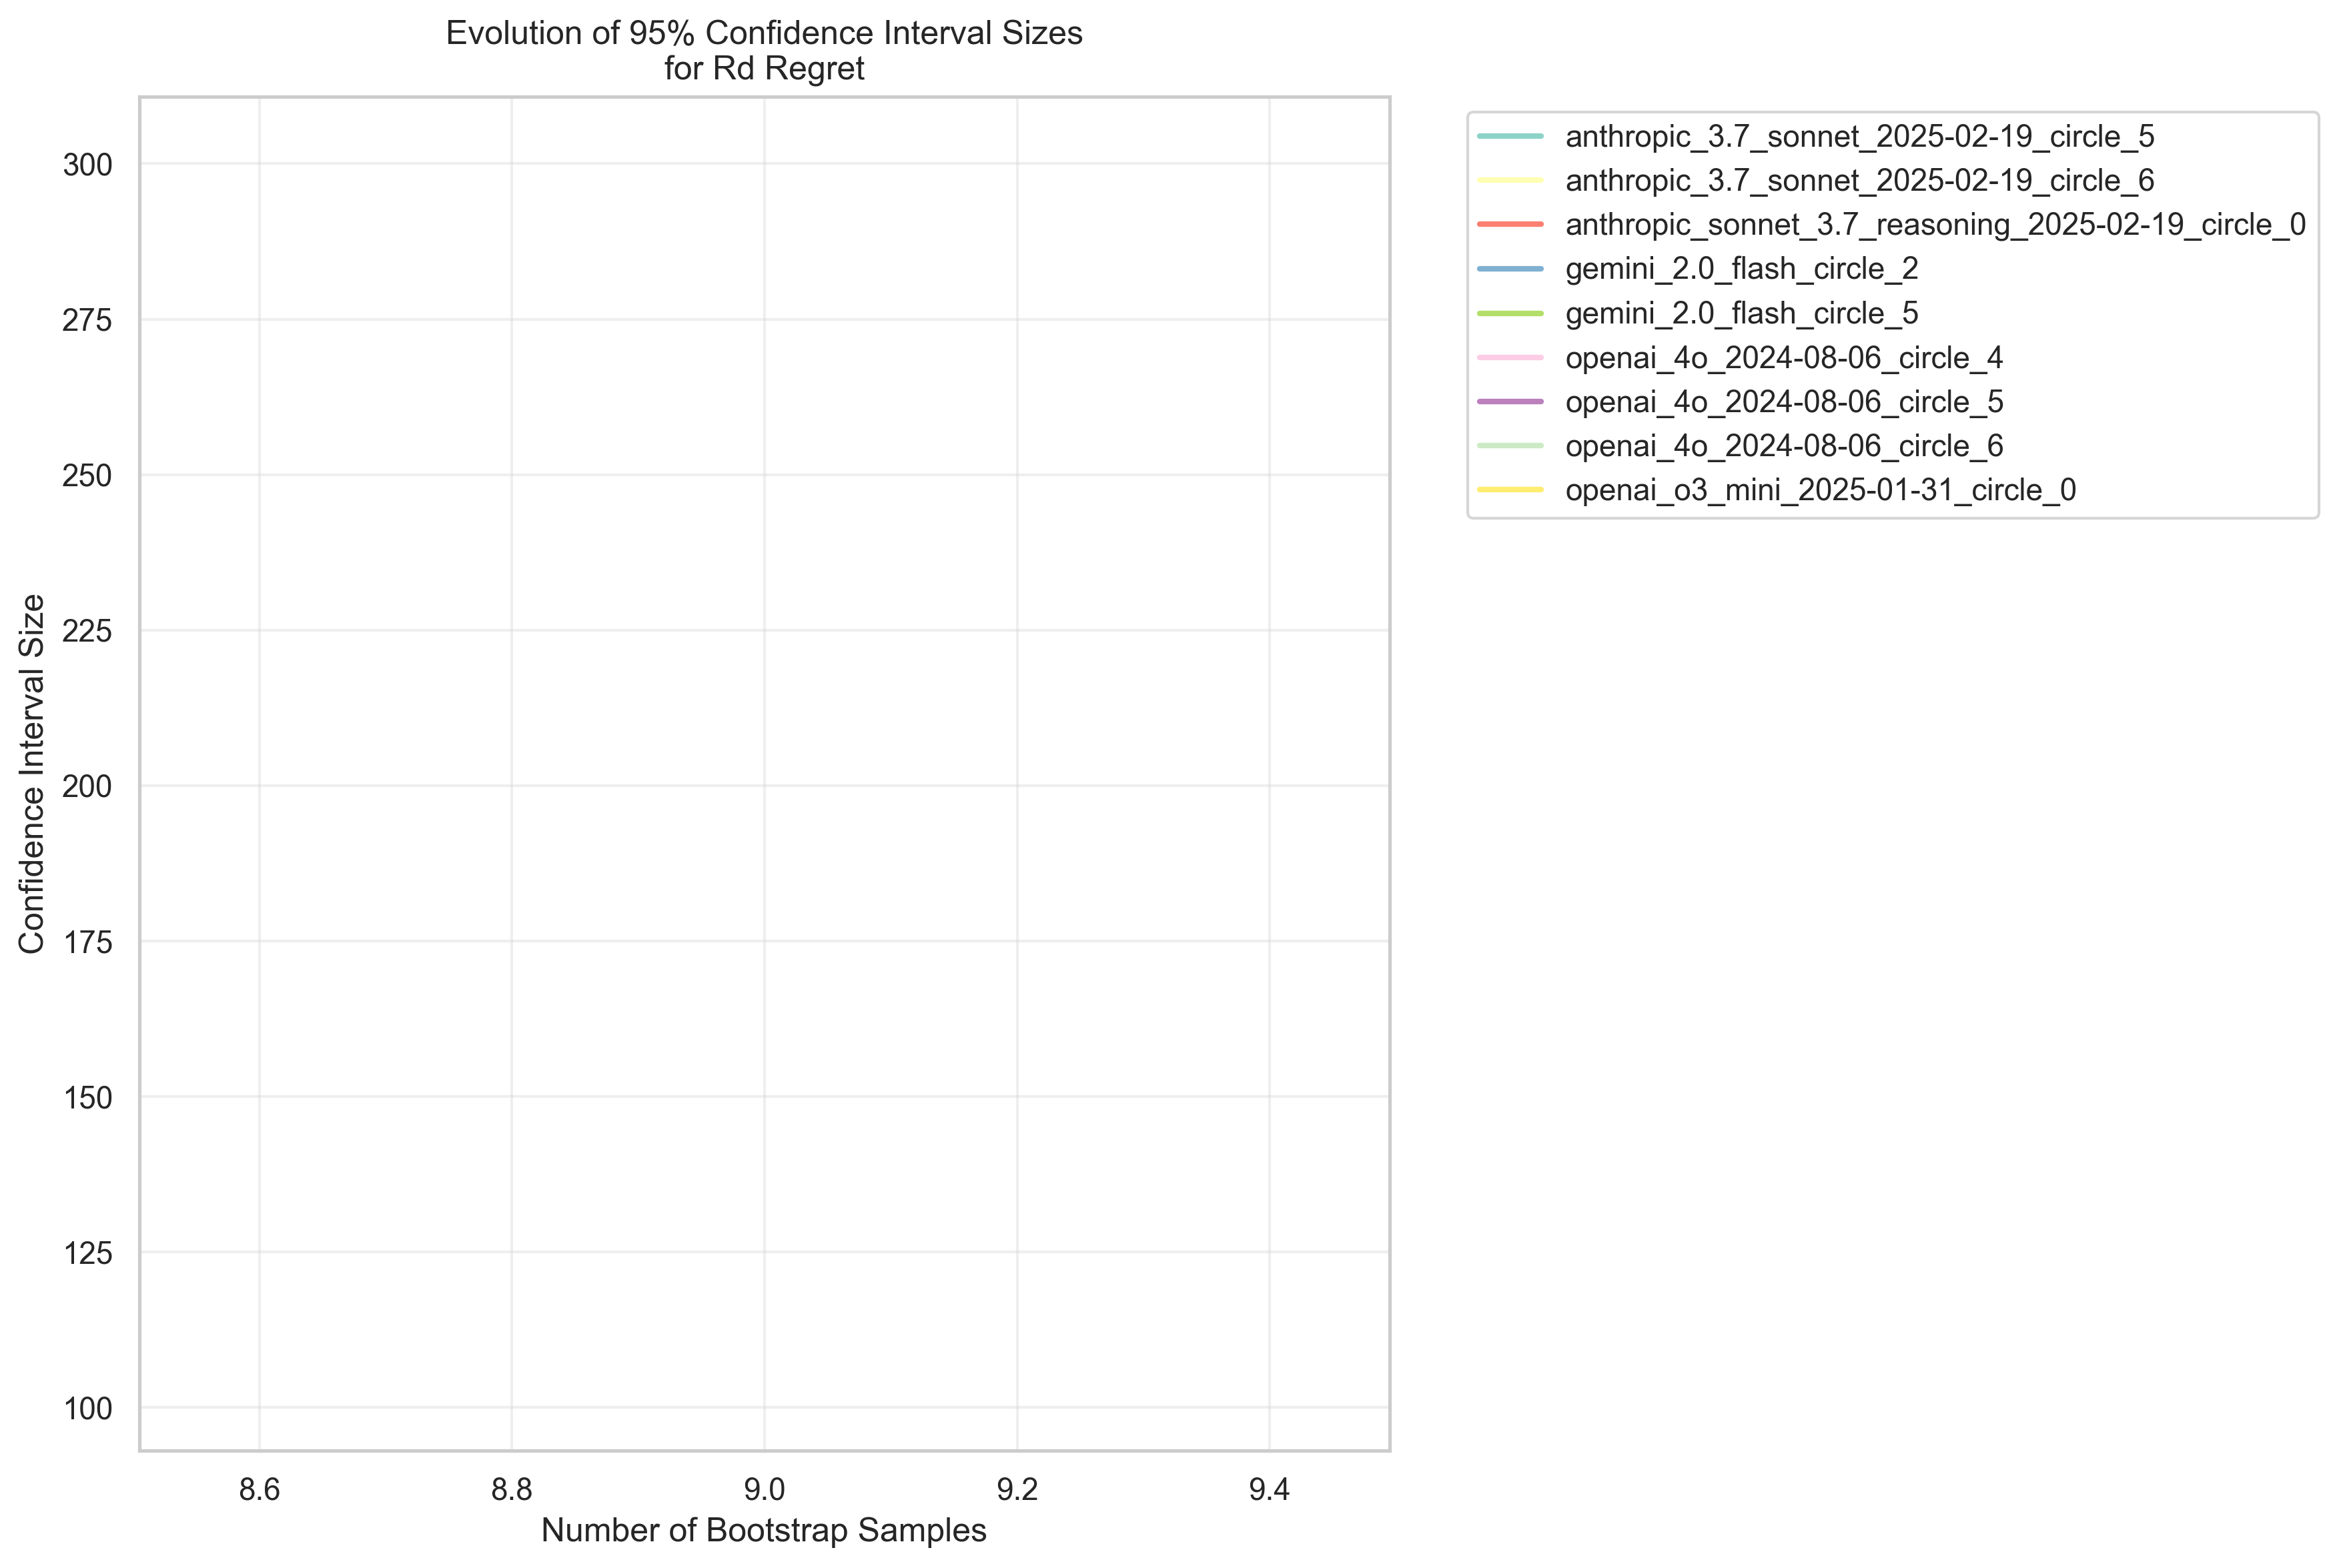 Evolution of 95% Confidence Interval Sizes
for Rd Regret
300
275
250
225
200
175
150
125
100
Confidence Interval Size
8.6
8.8
9.0
9.2
9.4
Number of Bootstrap Samples
anthropic_3.7_sonnet_2025-02-19_circle_5
anthropic_3.7_sonnet_2025-02-19_circle_6
anthropic_sonnet_3.7_reasoning_2025-02-19_circle_0
gemini_2.0_flash_circle_2
gemini_2.0_flash_circle_5
openai_4o_2024-08-06_circle_4
openai_4o_2024-08-06_circle_5
openai_4o_2024-08-06_circle_6
openai_o3_mini_2025-01-31_circle_0